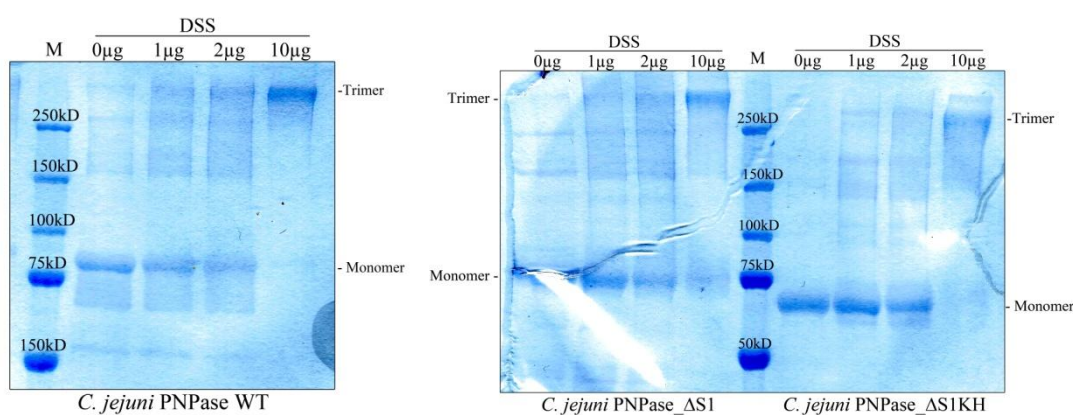 DSS
M 0µg 1µg 2µg 10µg
-Trimer
250kD
150kD
100kD
75kD
- Monomer
150kD
C. jejuni PNPase WT
DSS DSS
0µg 1µg 2µg 10µg M 0µg 1µg 2µg 10µg
Trimer -
250kD
-Trimer
150kD
100kD
Monomer -
75kD
- Monomer
50kD
C. jejuni PNPase_ΔS1 C. jejuni PNPase_ΔS1KH